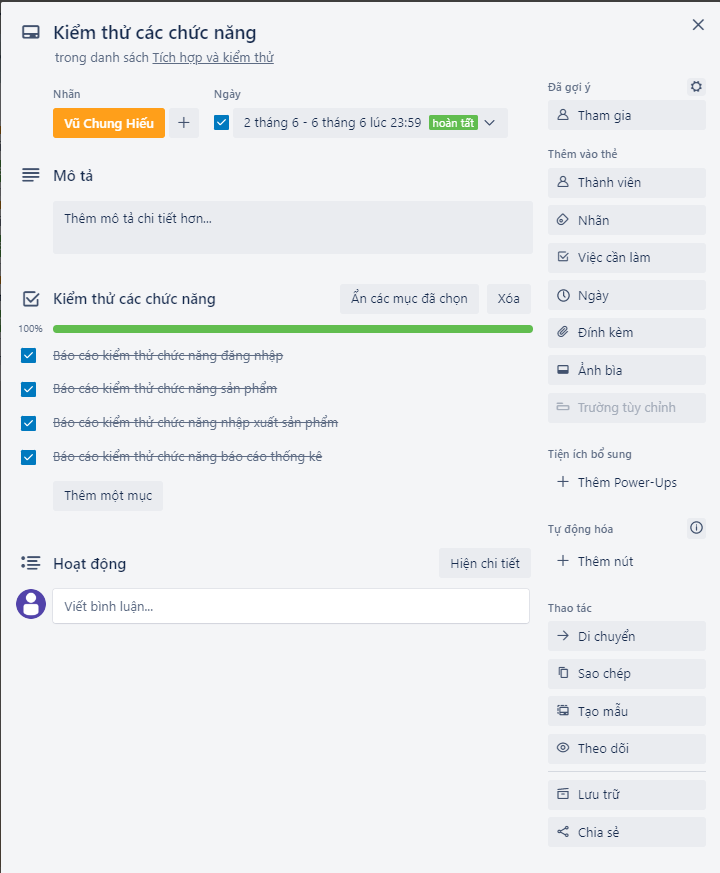 Kiểm thử các chức năng
trong danh sách Tích hợp và kiểm thử
Nhãn
Vũ Chung Hiếu
Ngày
2 tháng 6 - 6 tháng 6 lúc 23:59 hoàn tất
Mô tả
Thêm mô tả chi tiết hơn...
Kiểm thử các chức năng
Ẩn các mục đã chọn
Xóa
100%
Báo cáo kiểm thử chức năng đăng nhập
Báo cáo kiểm thử chức năng sản phẩm
Báo cáo kiểm thử chức năng nhập xuất sản phẩm
Báo cáo kiểm thử chức năng báo cáo thống kê
Thêm một mục
Hoạt động
Hiện chi tiết
Viết bình luận...
Đã gợi ý
Tham gia
Thêm vào thẻ
Thành viên
Nhãn
Việc cần làm
Ngày
Đính kèm
Ảnh bìa
Trường tùy chỉnh
Tiện ích bổ sung
Thêm Power-Ups
Tự động hóa
Thêm nút
Thao tác
Di chuyển
Sao chép
Tạo mẫu
Theo dõi
Lưu trữ
Chia sẻ